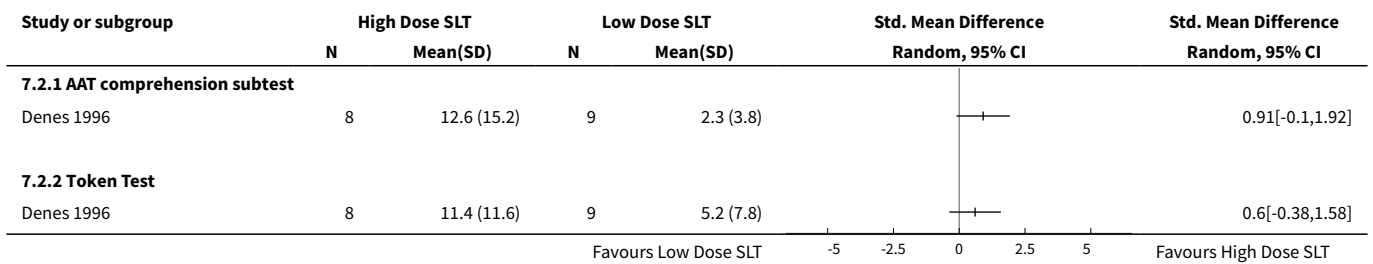 Study or subgroup High Dose SLT Low Dose SLT Std. Mean Difference Std. Mean Difference
N Mean(SD) N Mean(SD) Random, 95% CI Random, 95% CI
7.2.1 AAT comprehension subtest
Denes 1996 8 12.6 (15.2) 9 2.3 (3.8) 0.91[-0.1,1.92]
7.2.2 Token Test
Denes 1996 8 11.4 (11.6) 9 5.2 (7.8) 0.6[-0.38,1.58]
Favours Low Dose SLT -5 -2.5 0 2.5 5 Favours High Dose SLT